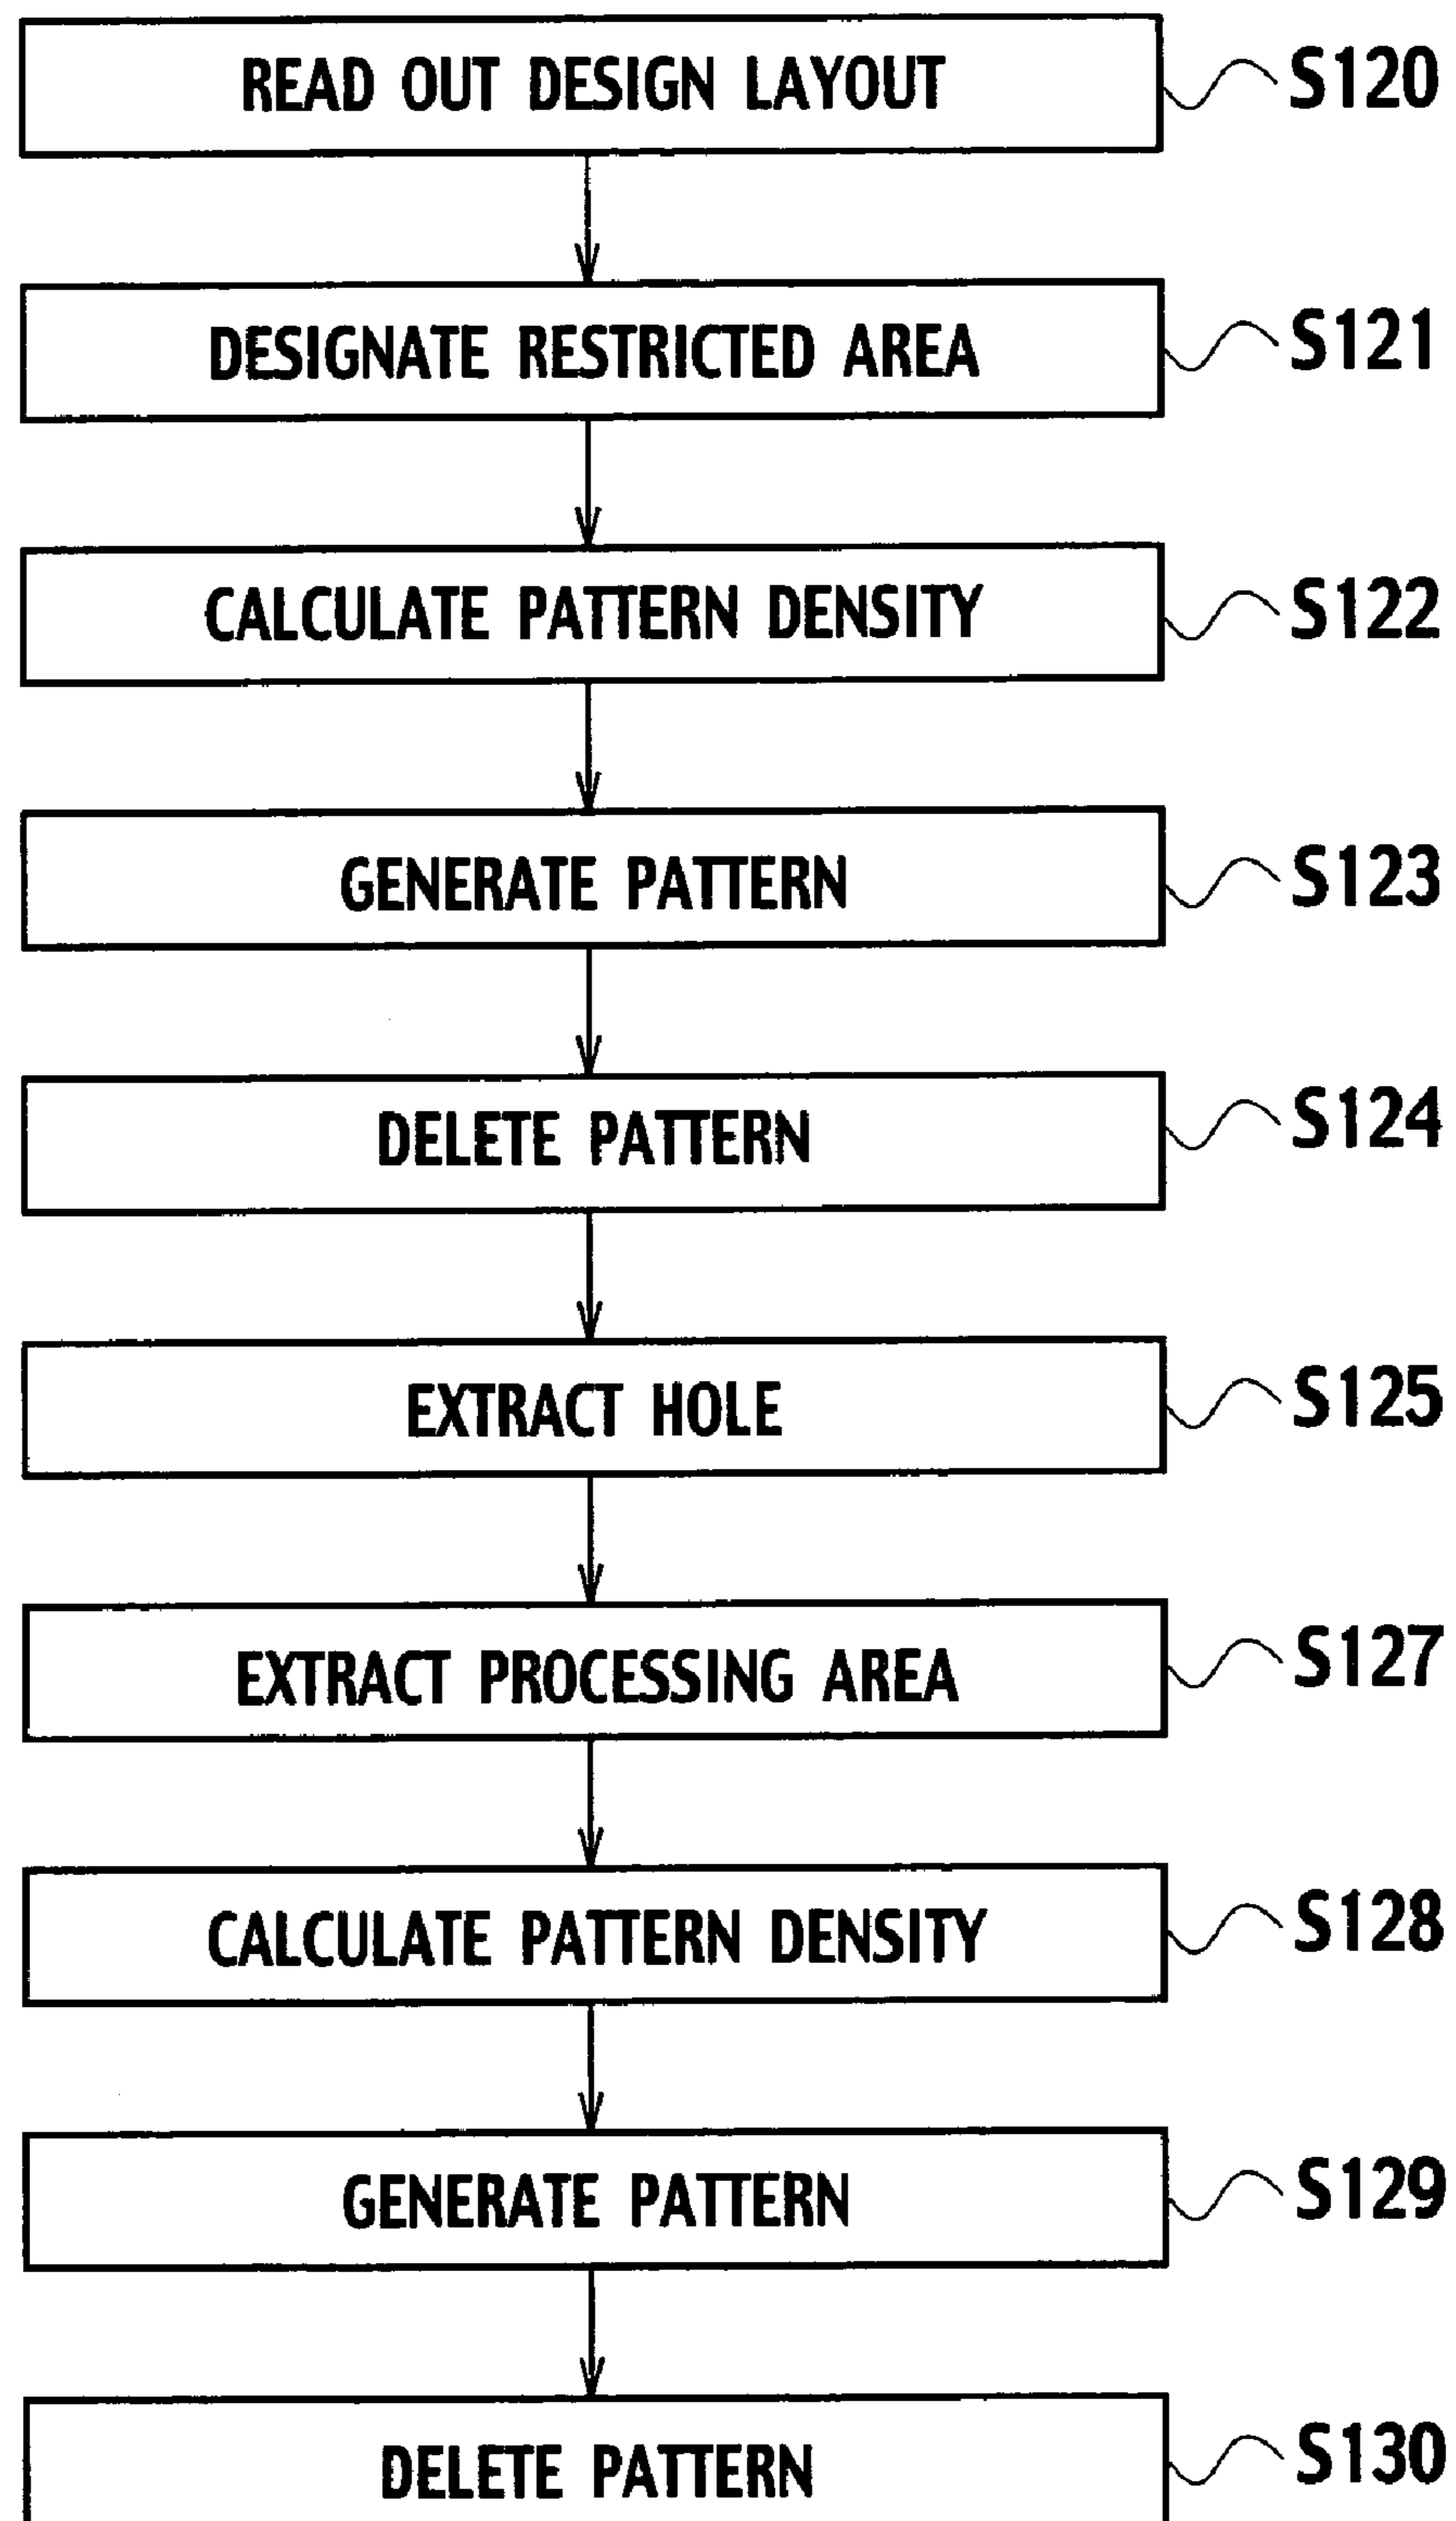 READ OUT DESIGN LAYOUT S120
DESIGNATE RESTRICTED AREA S121
CALCULATE PATTERN DENSITY S122
GENERATE PATTERN S123
DELETE PATTERN S124
EXTRACT HOLE S125
EXTRACT PROCESSING AREA S127
CALCULATE PATTERN DENSITY S128
GENERATE PATTERN S129
DELETE PATTERN S130